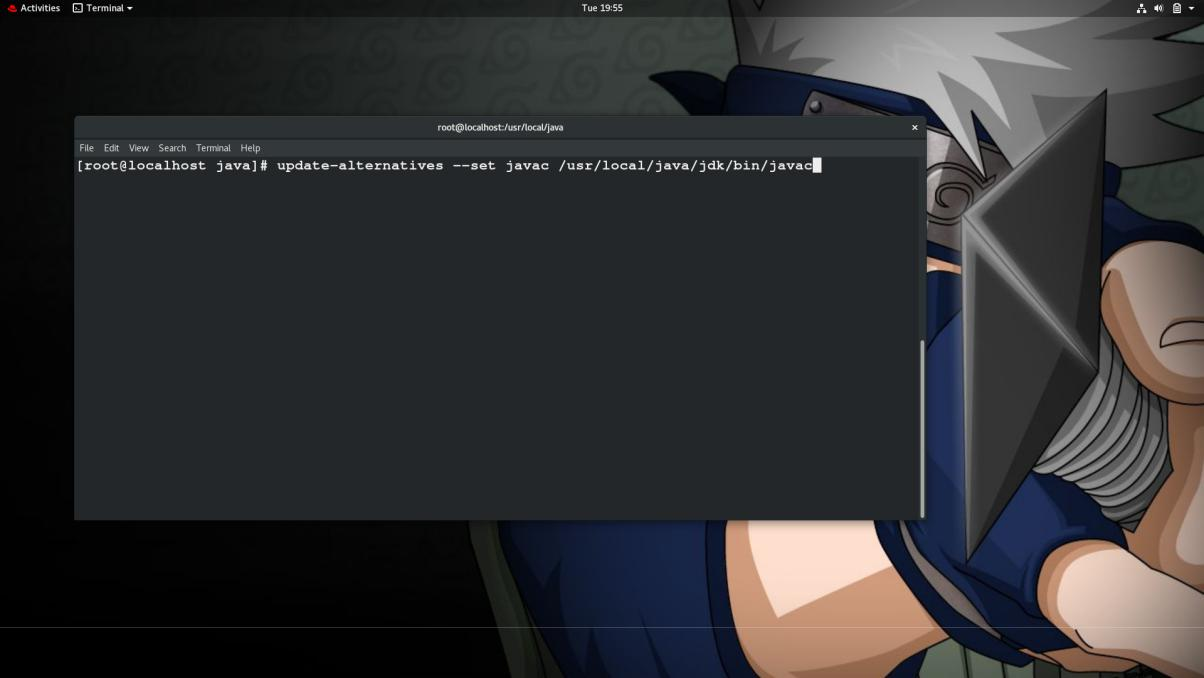 Activities Terminal Tue 19:55
root@localhost:/usr/local/java
File Edit View Search Terminal Help
[root@localhost java]# update-alternatives --set javac /usr/local/java/jdk/bin/javac